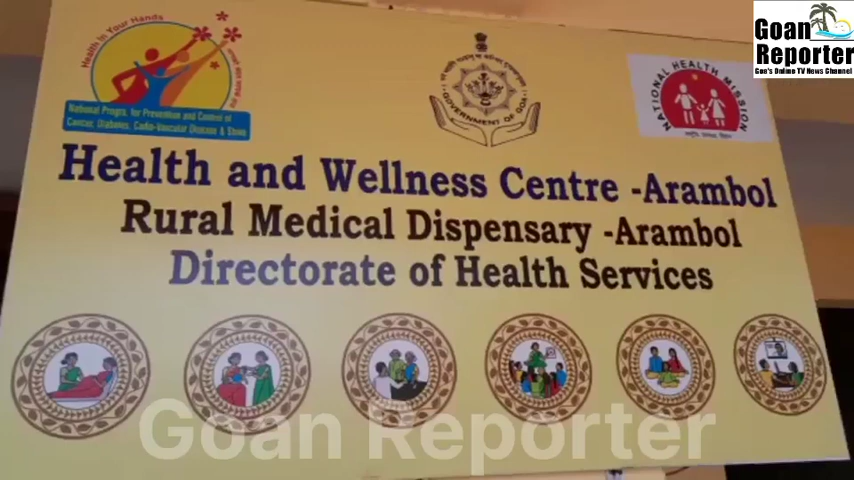 Health In Your Hands
National Progra. for Prevention and Control of
Cancer, Diabetes, Cardio-Vascular Disease & Stroke
GOVERNMENT OF GOA
NATIONAL HEALTH MISSION
Goan
Reporter
Goa's Online TV News Channel
Health and Wellness Centre -Arambol
Rural Medical Dispensary -Arambol
Directorate of Health Services
Goan Reporter